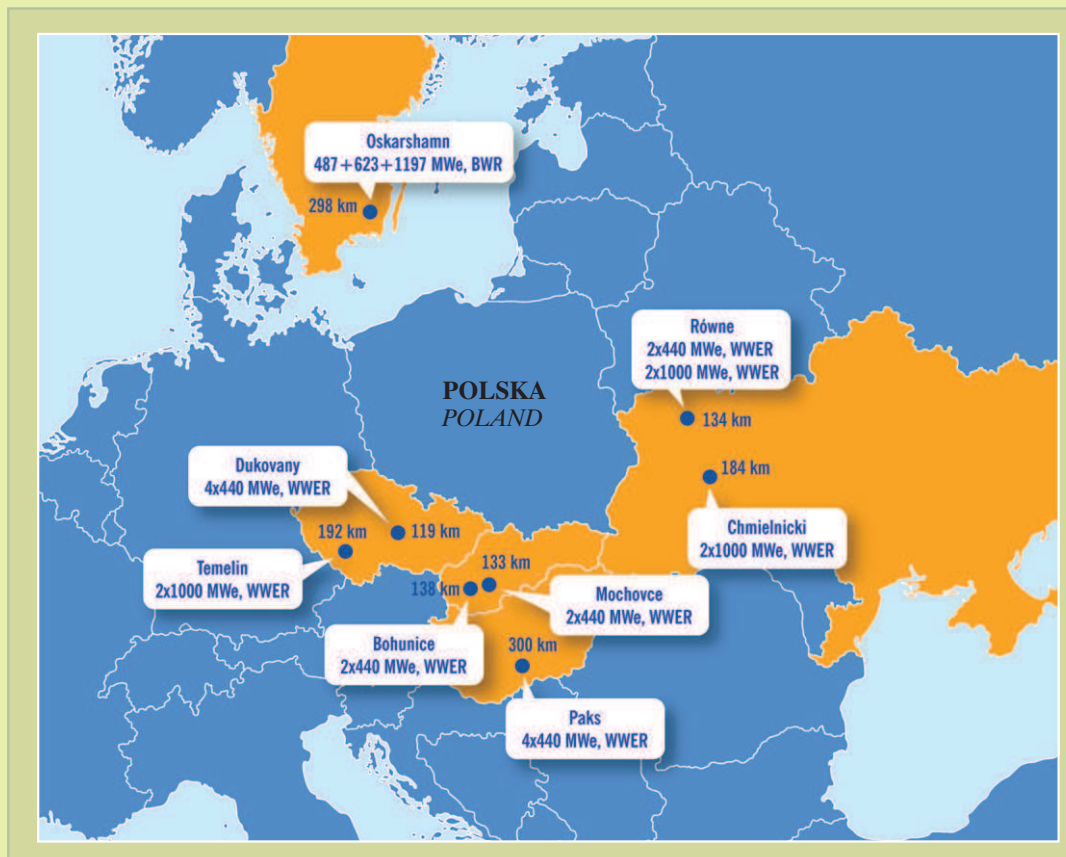 Oskarshamn
487+623+1197 MWe, BWR
298 km
Równe
2x440 MWe, WWER
2x1000 MWe, WWER
134 km
POLSKA
POLAND
184 km
Chmielnicki
2x1000 MWe, WWER
Dukovany
4x440 MWe, WWER
119 km
192 km
Temelin
2x1000 MWe, WWER
133 km
138 km
Mochovce
2x440 MWe, WWER
Bohunice
2x440 MWe, WWER
300 km
Paks
4x440 MWe, WWER